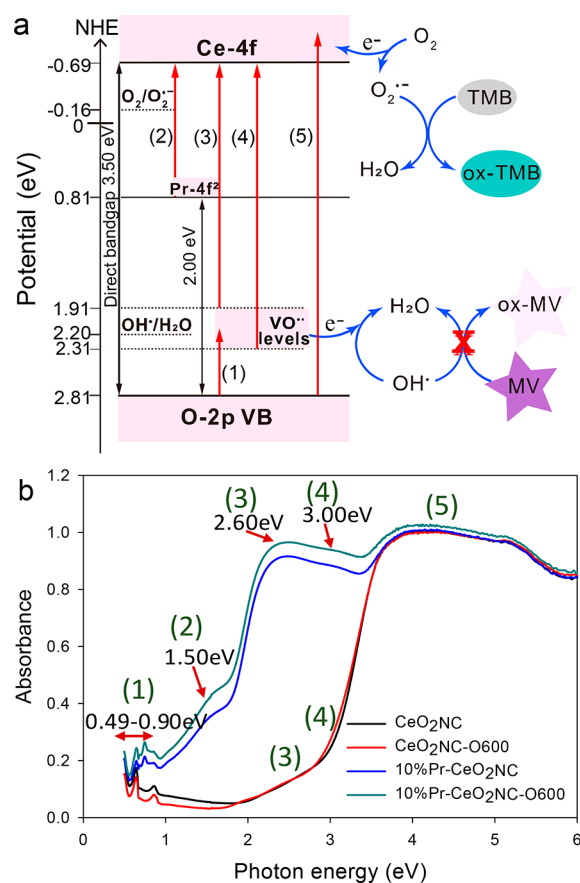 a
NHE
Ce-4f
e⁻
O₂
-0.69
O₂/O₂•⁻
O₂•⁻
TMB
-0.16
0
(2)
(3)
(4)
(5)
H₂O
ox-TMB
Pr-4f²
0.81
Potential (eV)
Direct bandgap 3.50 eV
2.00 eV
1.91
H₂O
ox-MV
OH•/H₂O
VO••
levels
e⁻
2.20
2.31
X
(1)
OH•
MV
2.81
O-2p VB
b
1.2
1.0
0.8
0.6
0.4
0.2
0.0
Absorbance
(3)
2.60eV
(4)
3.00eV
(5)
(2)
1.50eV
(1)
0.49-0.90eV
(4)
(3)
CeO₂NC
CeO₂NC-O600
10%Pr-CeO₂NC
10%Pr-CeO₂NC-O600
0 1 2 3 4 5 6
Photon energy (eV)